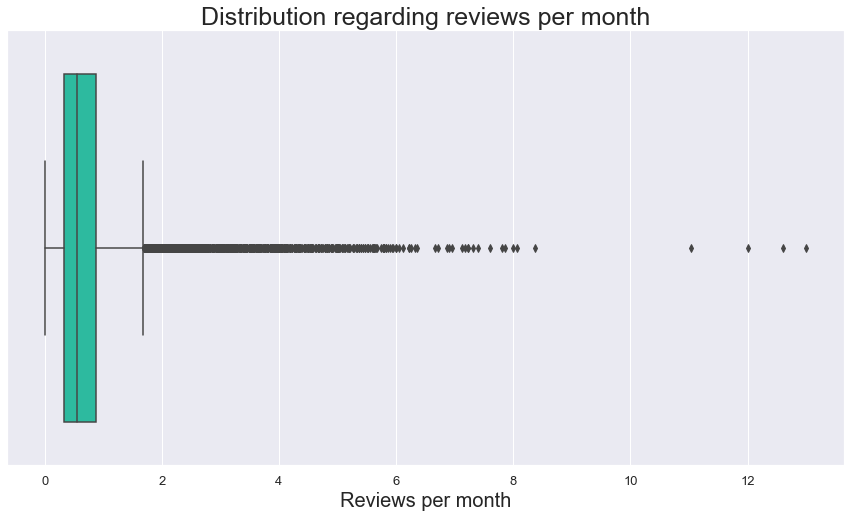 Distribution regarding reviews per month
0 2 4 6 8 10 12
Reviews per month